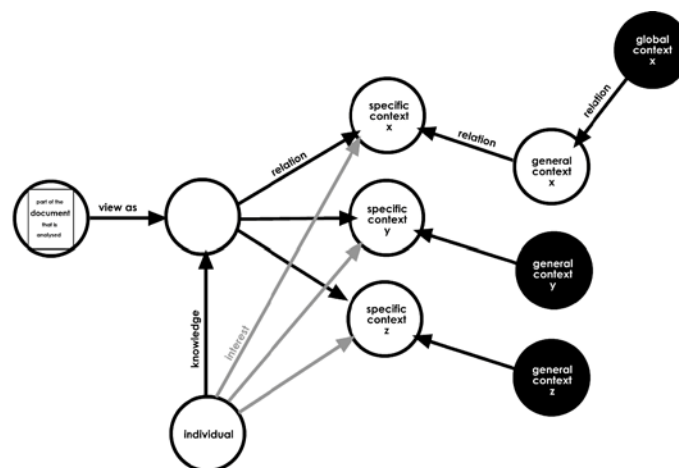 global
context
x
specific
context
x
relation
relation
relation
general
context
x
part of the
document
that is
analysed
view as
specific
context
y
general
context
y
specific
context
z
interest
knowledge
general
context
z
individual